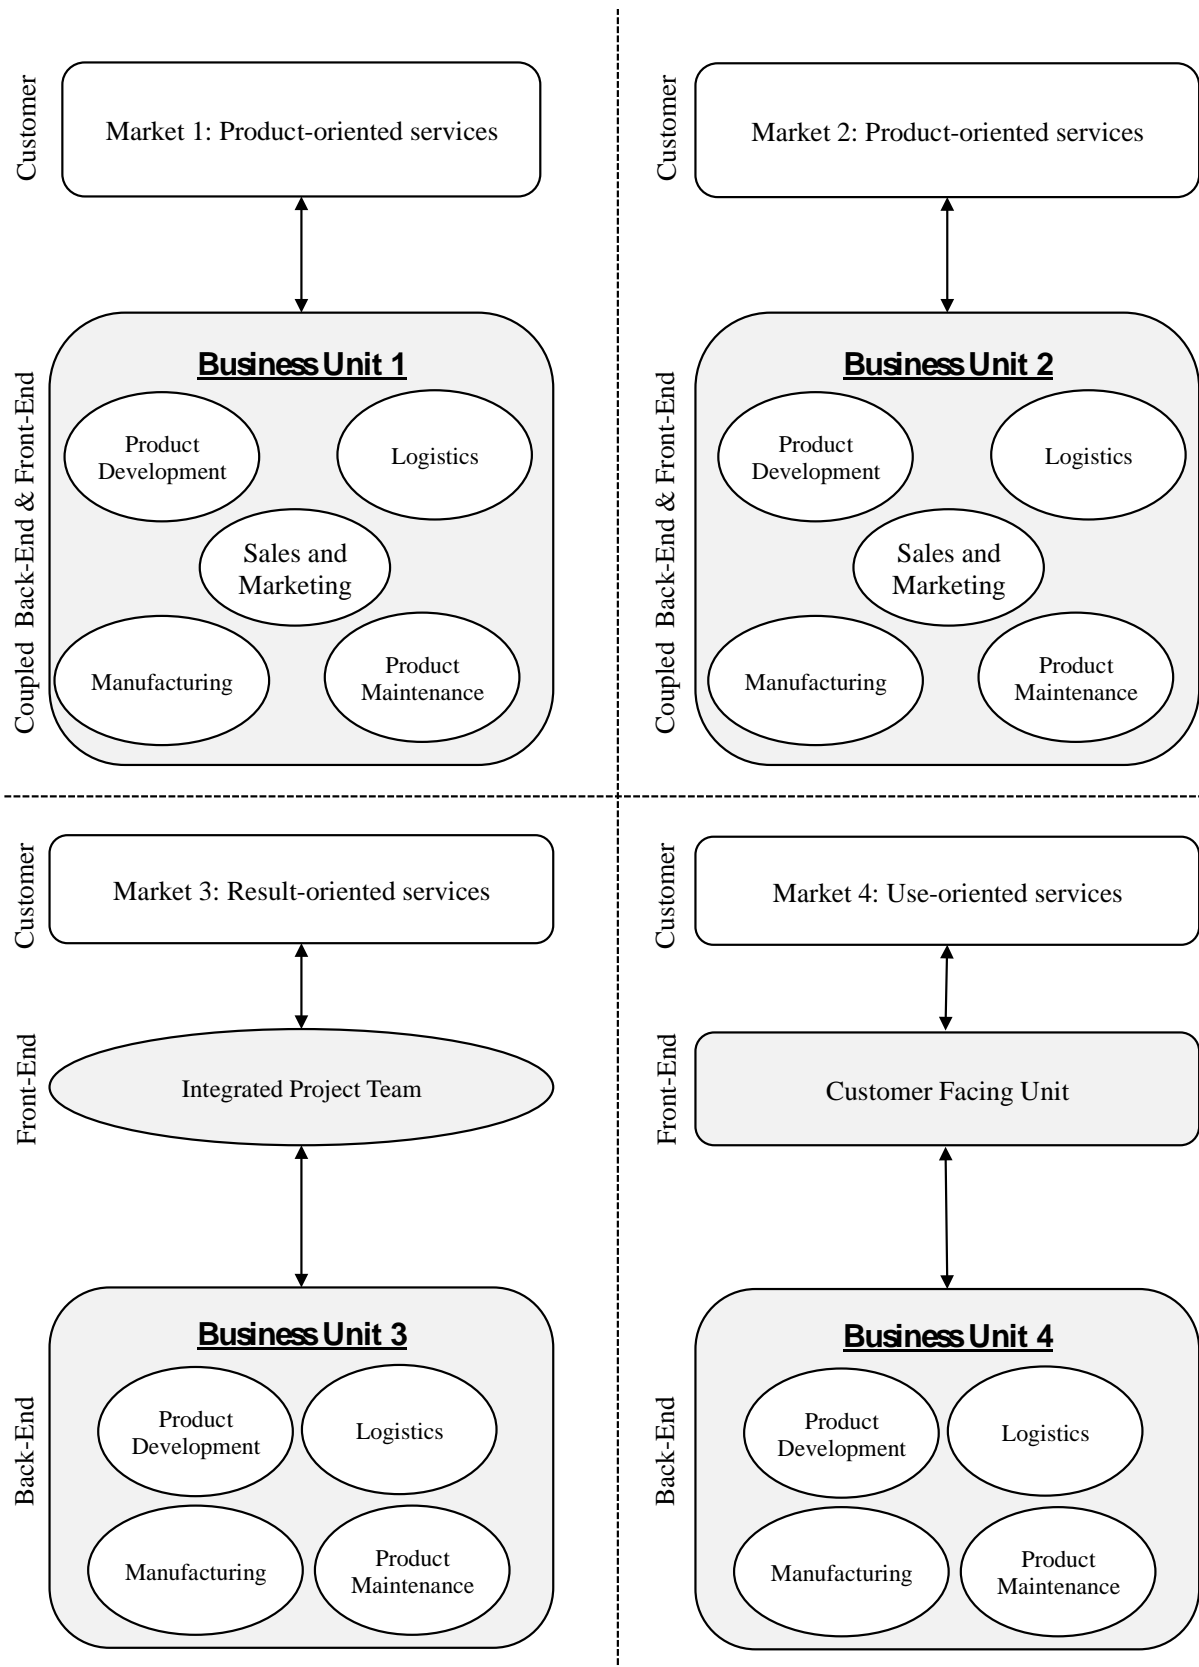 Customer
Market 1: Product-oriented services
Coupled Back-End & Front-End
Business Unit 1
Product
Development
Logistics
Sales and
Marketing
Manufacturing
Product
Maintenance
Customer
Market 2: Product-oriented services
Coupled Back-End & Front-End
Business Unit 2
Product
Development
Logistics
Sales and
Marketing
Manufacturing
Product
Maintenance
Customer
Market 3: Result-oriented services
Front-End
Integrated Project Team
Back-End
Business Unit 3
Product
Development
Logistics
Manufacturing
Product
Maintenance
Customer
Market 4: Use-oriented services
Front-End
Customer Facing Unit
Back-End
Business Unit 4
Product
Development
Logistics
Manufacturing
Product
Maintenance